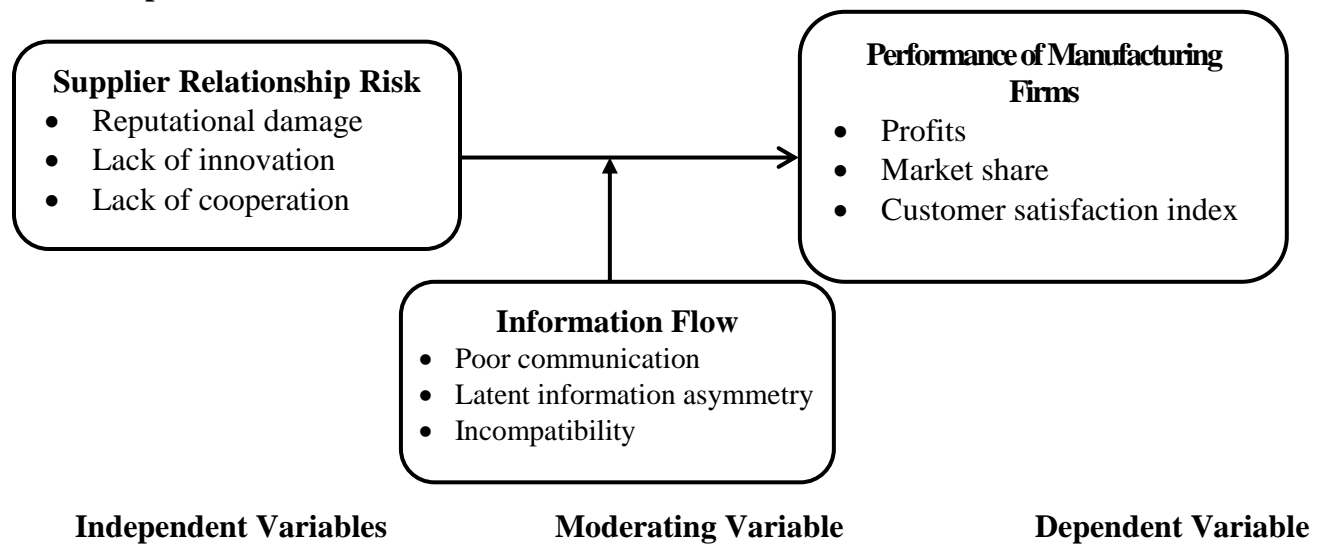 Supplier Relationship Risk
• Reputational damage
• Lack of innovation
• Lack of cooperation
Performance of Manufacturing
Firms
• Profits
• Market share
• Customer satisfaction index
Information Flow
• Poor communication
• Latent information asymmetry
• Incompatibility
Independent Variables Moderating Variable Dependent Variable